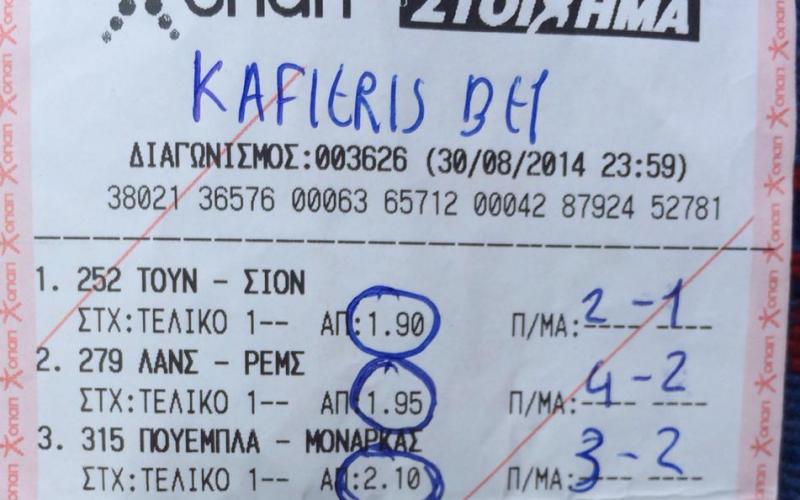 οπαπ ΣΤΟΙΧΗΜΑ
KAFIERIS BET
ΔΙΑΓΩΝΙΣΜΟΣ:003626 (30/08/2014 23:59)
38021 36576 00063 65712 00042 87924 52781
1. 252 ΤΟΥΝ - ΣΙΟΝ
ΣΤΧ:ΤΕΛΙΚΟ 1-- ΑΠ:1.90 Π/ΜΑ:---- ---- 2-1
2. 279 ΛΑΝΣ - ΡΕΜΣ
ΣΤΧ:ΤΕΛΙΚΟ 1-- ΑΠ:1.95 Π/ΜΑ:---- ---- 4-2
3. 315 ΠΟΥΕΜΠΛΑ - ΜΟΝΑΡΚΑΣ
ΣΤΧ:ΤΕΛΙΚΟ 1-- ΑΠ:2.10 Π/ΜΑ:---- ---- 3-2